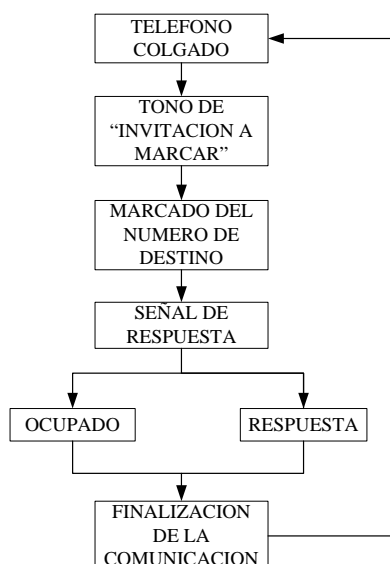 TELEFONO
COLGADO
TONO DE
“INVITACION A
MARCAR”
MARCADO DEL
NUMERO DE
DESTINO
SEÑAL DE
RESPUESTA
OCUPADO
RESPUESTA
FINALIZACION
DE LA
COMUNICACION